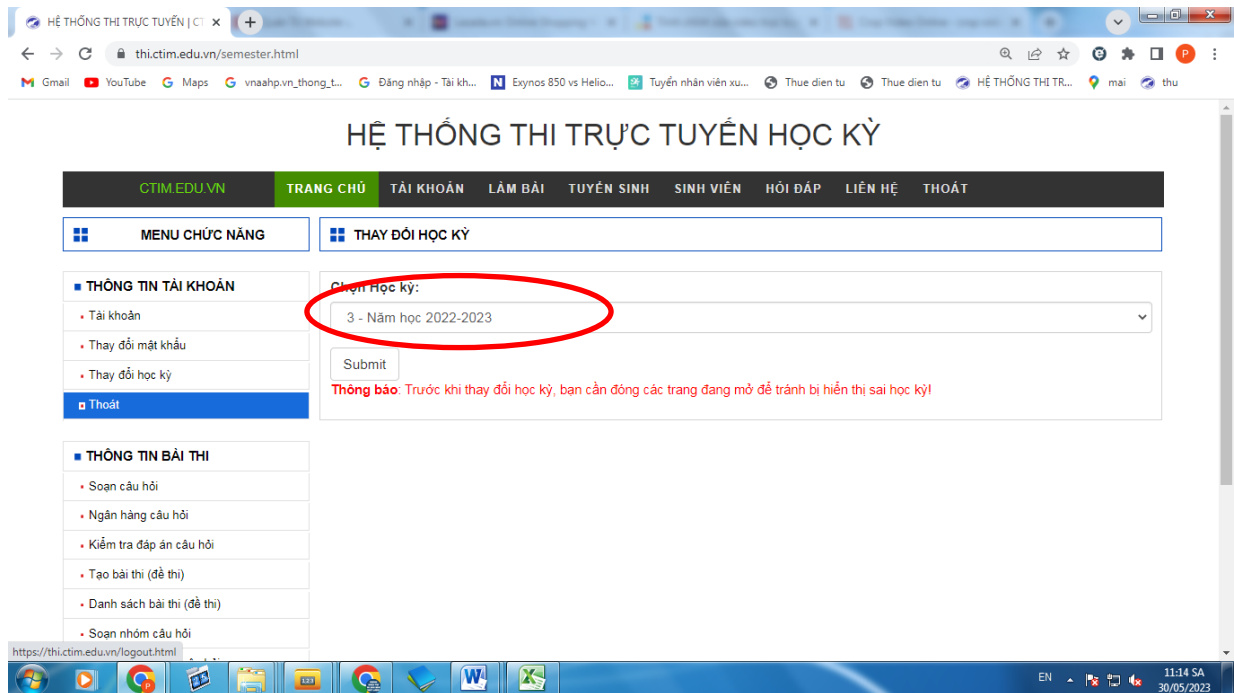 HỆ THỐNG THI TRỰC TUYẾN | CT
thi.ctim.edu.vn/semester.html
P
Gmail YouTube Maps vnaahp.vn_thong_t... Đăng nhập - Tài kh... Exynos 850 vs Helio... Tuyển nhân viên xu... Thue dien tu Thue dien tu HỆ THỐNG THI TR... mai thu
HỆ THỐNG THI TRỰC TUYẾN HỌC KỲ
CTIM.EDU.VN TRANG CHỦ TÀI KHOẢN LÀM BÀI TUYỂN SINH SINH VIÊN HỎI ĐÁP LIÊN HỆ THOÁT
MENU CHỨC NĂNG
THAY ĐỔI HỌC KỲ
THÔNG TIN TÀI KHOẢN
Tài khoản
Thay đổi mật khẩu
Thay đổi học kỳ
Thoát
Chọn Học kỳ:
3 - Năm học 2022-2023
Submit
Thông báo: Trước khi thay đổi học kỳ, bạn cần đóng các trang đang mở để tránh bị hiển thị sai học kỳ!
THÔNG TIN BÀI THI
Soạn câu hỏi
Ngân hàng câu hỏi
Kiểm tra đáp án câu hỏi
Tạo bài thi (đề thi)
Danh sách bài thi (đề thi)
Soạn nhóm câu hỏi
https://thi.ctim.edu.vn/logout.html
EN
11:14 SA
30/05/2023